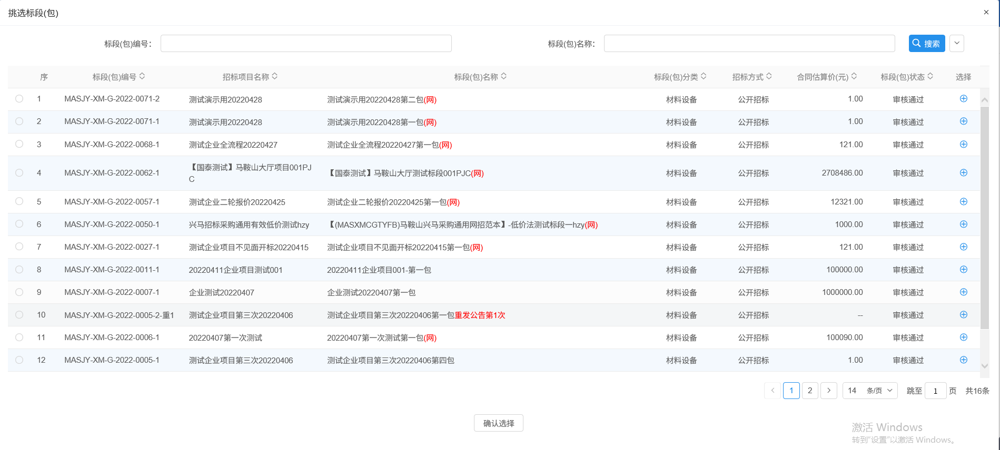 挑选标段(包)
×
标段(包)编号：
标段(包)名称：
搜索
序 标段(包)编号 招标项目名称 标段(包)名称 标段(包)分类 招标方式 合同估算价(元) 标段(包)状态 选择
1 MASJY-XM-G-2022-0071-2 测试演示用20220428 测试演示用20220428第二包(网) 材料设备 公开招标 1.00 审核通过
2 MASJY-XM-G-2022-0071-1 测试演示用20220428 测试演示用20220428第一包(网) 材料设备 公开招标 1.00 审核通过
3 MASJY-XM-G-2022-0068-1 测试企业全流程20220427 测试企业全流程20220427第一包(网) 材料设备 公开招标 121.00 审核通过
4 MASJY-XM-G-2022-0062-1 【国泰测试】马鞍山大厅项目001PJ
C 【国泰测试】马鞍山大厅测试标段001PJC(网) 材料设备 公开招标 2708486.00 审核通过
5 MASJY-XM-G-2022-0057-1 测试企业二轮报价20220425 测试企业二轮报价20220425第一包(网) 材料设备 公开招标 12321.00 审核通过
6 MASJY-XM-G-2022-0050-1 兴马招标采购通用有效低价测试hzy 【(MASXMCGTYFB)马鞍山兴马采购通用网招范本】-低价法测试标段一hzy(网) 材料设备 公开招标 1000.00 审核通过
7 MASJY-XM-G-2022-0027-1 测试企业项目不见面开标20220415 测试企业项目不见面开标20220415第一包(网) 材料设备 公开招标 121.00 审核通过
8 MASJY-XM-G-2022-0011-1 20220411企业项目测试001 20220411企业项目001-第一包 材料设备 公开招标 100000.00 审核通过
9 MASJY-XM-G-2022-0007-1 企业测试20220407 企业测试20220407第一包 材料设备 公开招标 1000000.00 审核通过
10 MASJY-XM-G-2022-0005-2-重1 测试企业项目第三次20220406 测试企业项目第三次20220406第一包重发公告第1次 材料设备 公开招标 -- 审核通过
11 MASJY-XM-G-2022-0006-1 20220407第一次测试 20220407第一次测试第一包(网) 材料设备 公开招标 100090.00 审核通过
12 MASJY-XM-G-2022-0005-1 测试企业项目第三次20220406 测试企业项目第三次20220406第四包 材料设备 公开招标 1.00 审核通过
1 2 14 条/页 跳至 1 页 共16条
确认选择
激活 Windows
转到“设置”以激活 Windows。